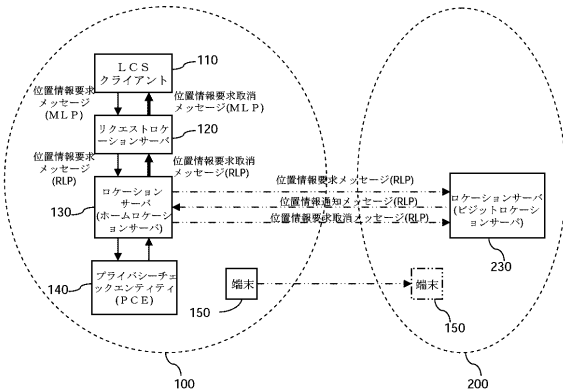 LCS
クライアント
110
位置情報要求
メッセージ
(MLP)
位置情報要求取消
メッセージ(MLP)
リクエストロケ
ーションサーバ
120
位置情報要求
メッセージ
(RLP)
位置情報要求取消
メッセージ(RLP)
ロケーション
サーバ
(ホームロケーシ
ョンサーバ)
130
位置情報要求メッセージ(RLP)
位置情報通知メッセージ(RLP)
位置情報要求取消メッセージ(RLP)
ロケーションサーバ
(ビジットロケーシ
ョンサーバ)
230
プライバシーチェ
ックエンティティ
(PCE)
140
端末
150
端末
150
100
200